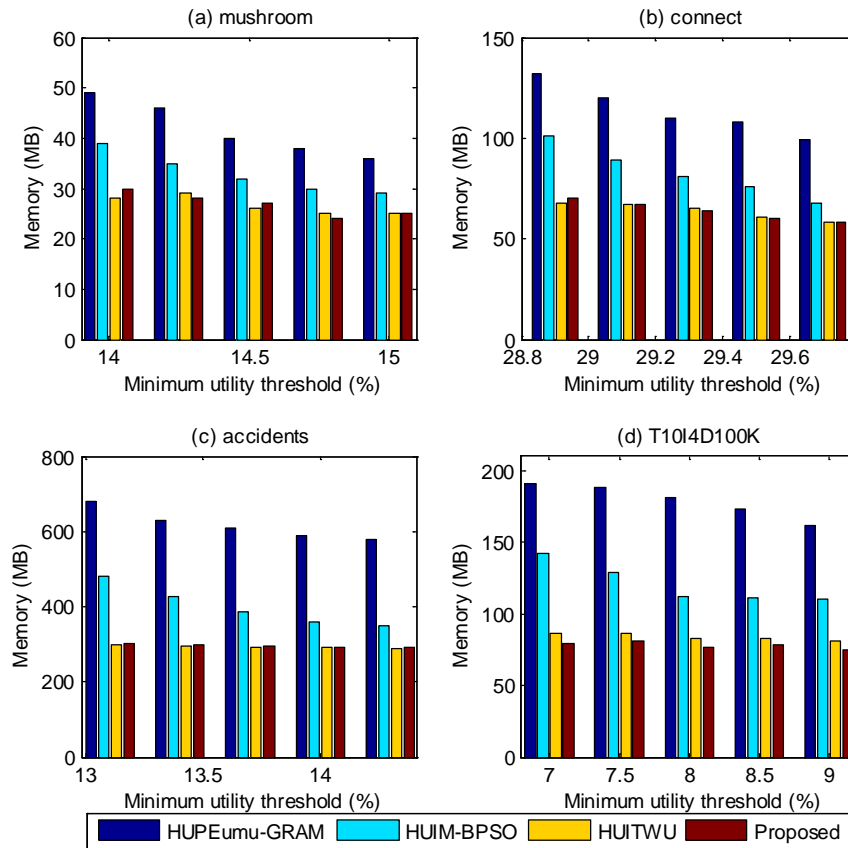 (a) mushroom
60
50
40
30
20
10
0
Memory (MB)
14
14.5
15
Minimum utility threshold (%)
(b) connect
150
100
50
0
Memory (MB)
28.8
29
29.2
29.4
29.6
Minimum utility threshold (%)
(c) accidents
800
600
400
200
0
Memory (MB)
13
13.5
14
Minimum utility threshold (%)
(d) T10I4D100K
200
150
100
50
0
Memory (MB)
7
7.5
8
8.5
9
Minimum utility threshold (%)
HUPEumu-GRAM HUIM-BPSO HUITWU Proposed